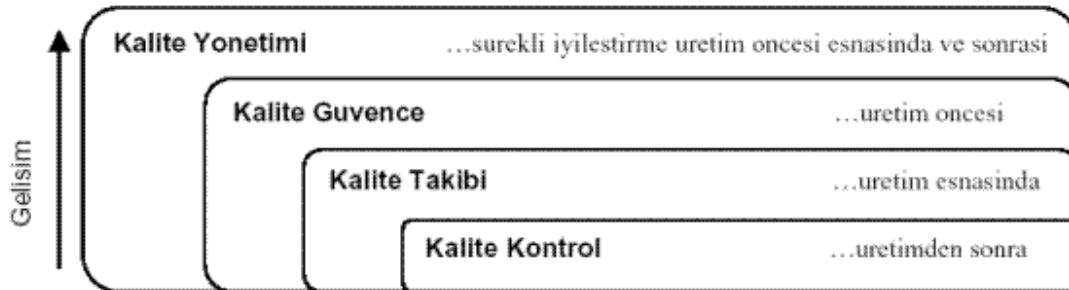 Kalite Yonetimi …surekli iyilestirme uretim oncesi esnasinda ve sonrasi
Kalite Guvence …uretim oncesi
Kalite Takibi …uretim esnasinda
Kalite Kontrol …uretimden sonra
Gelisim